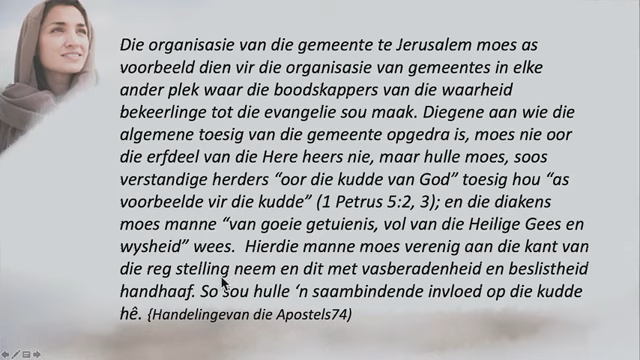 Die organisasie van die gemeente te Jerusalem moes as
voorbeeld dien vir die organisasie van gemeentes in elke
ander plek waar die boodskappers van die waarheid
bekeerlinge tot die evangelie sou maak. Diegene aan wie die
algemene toesig van die gemeente opgedra is, moes nie oor
die erfdeel van die Here heers nie, maar hulle moes, soos
verstandige herders “oor die kudde van God” toesig hou “as
voorbeelde vir die kudde” (1 Petrus 5:2, 3); en die diakens
moes manne “van goeie getuienis, vol van die Heilige Gees en
wysheid” wees.  Hierdie manne moes verenig aan die kant van
die reg stelling neem en dit met vasberadenheid en beslistheid
handhaaf. So sou hulle ‘n saambindende invloed op die kudde
hê. {Handelingevan die Apostels74)